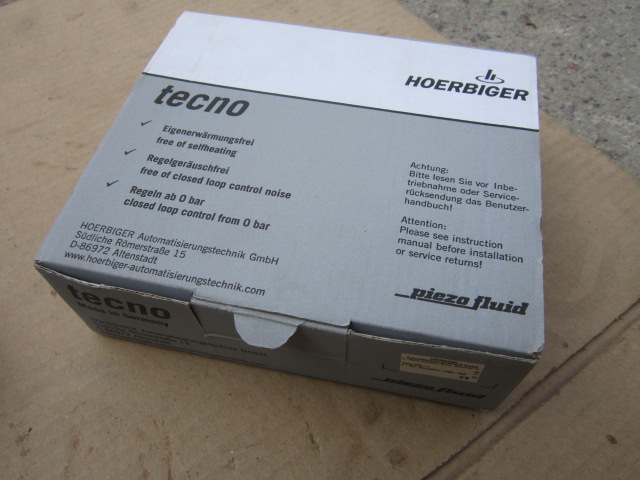 HOERBIGER
tecno
Eigenerwärmungsfrei
free of selfheating
Regelgeräuschfrei
free of closed loop control noise
Regeln ab 0 bar
closed loop control from 0 bar
Achtung:
Bitte lesen Sie vor Inbe-
triebnahme oder Service-
rücksendung das Benutzer-
handbuch!
Attention:
Please see instruction
manual before installation
or service returns!
HOERBIGER Automatisierungstechnik GmbH
Südliche Römerstraße 15
D-86972 Altenstadt
www.hoerbiger-automatisierungstechnik.com
piezo fluid
tecno
Made in Germany
piezo fluid